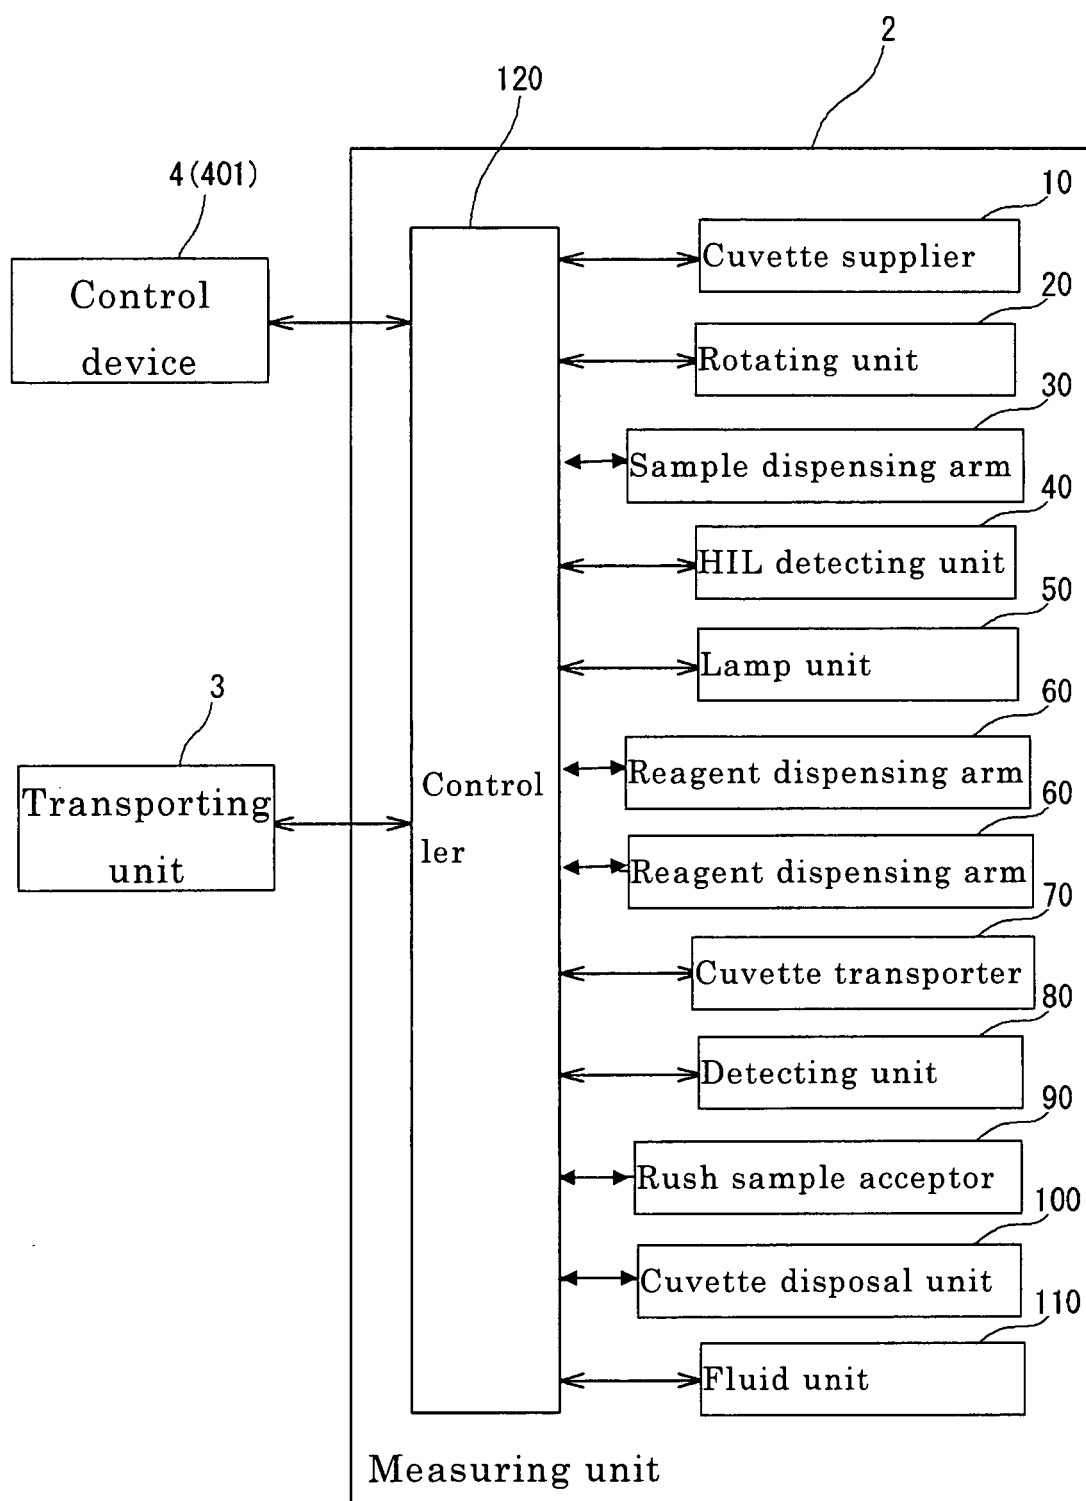 2
120
4(401)
10
Cuvette supplier
Control
device
20
Rotating unit
30
Sample dispensing arm
40
HIL detecting unit
50
Lamp unit
3
60
Transporting
unit
Control
ler
Reagent dispensing arm
60
Reagent dispensing arm
70
Cuvette transporter
80
Detecting unit
90
Rush sample acceptor
100
Cuvette disposal unit
110
Fluid unit
Measuring unit